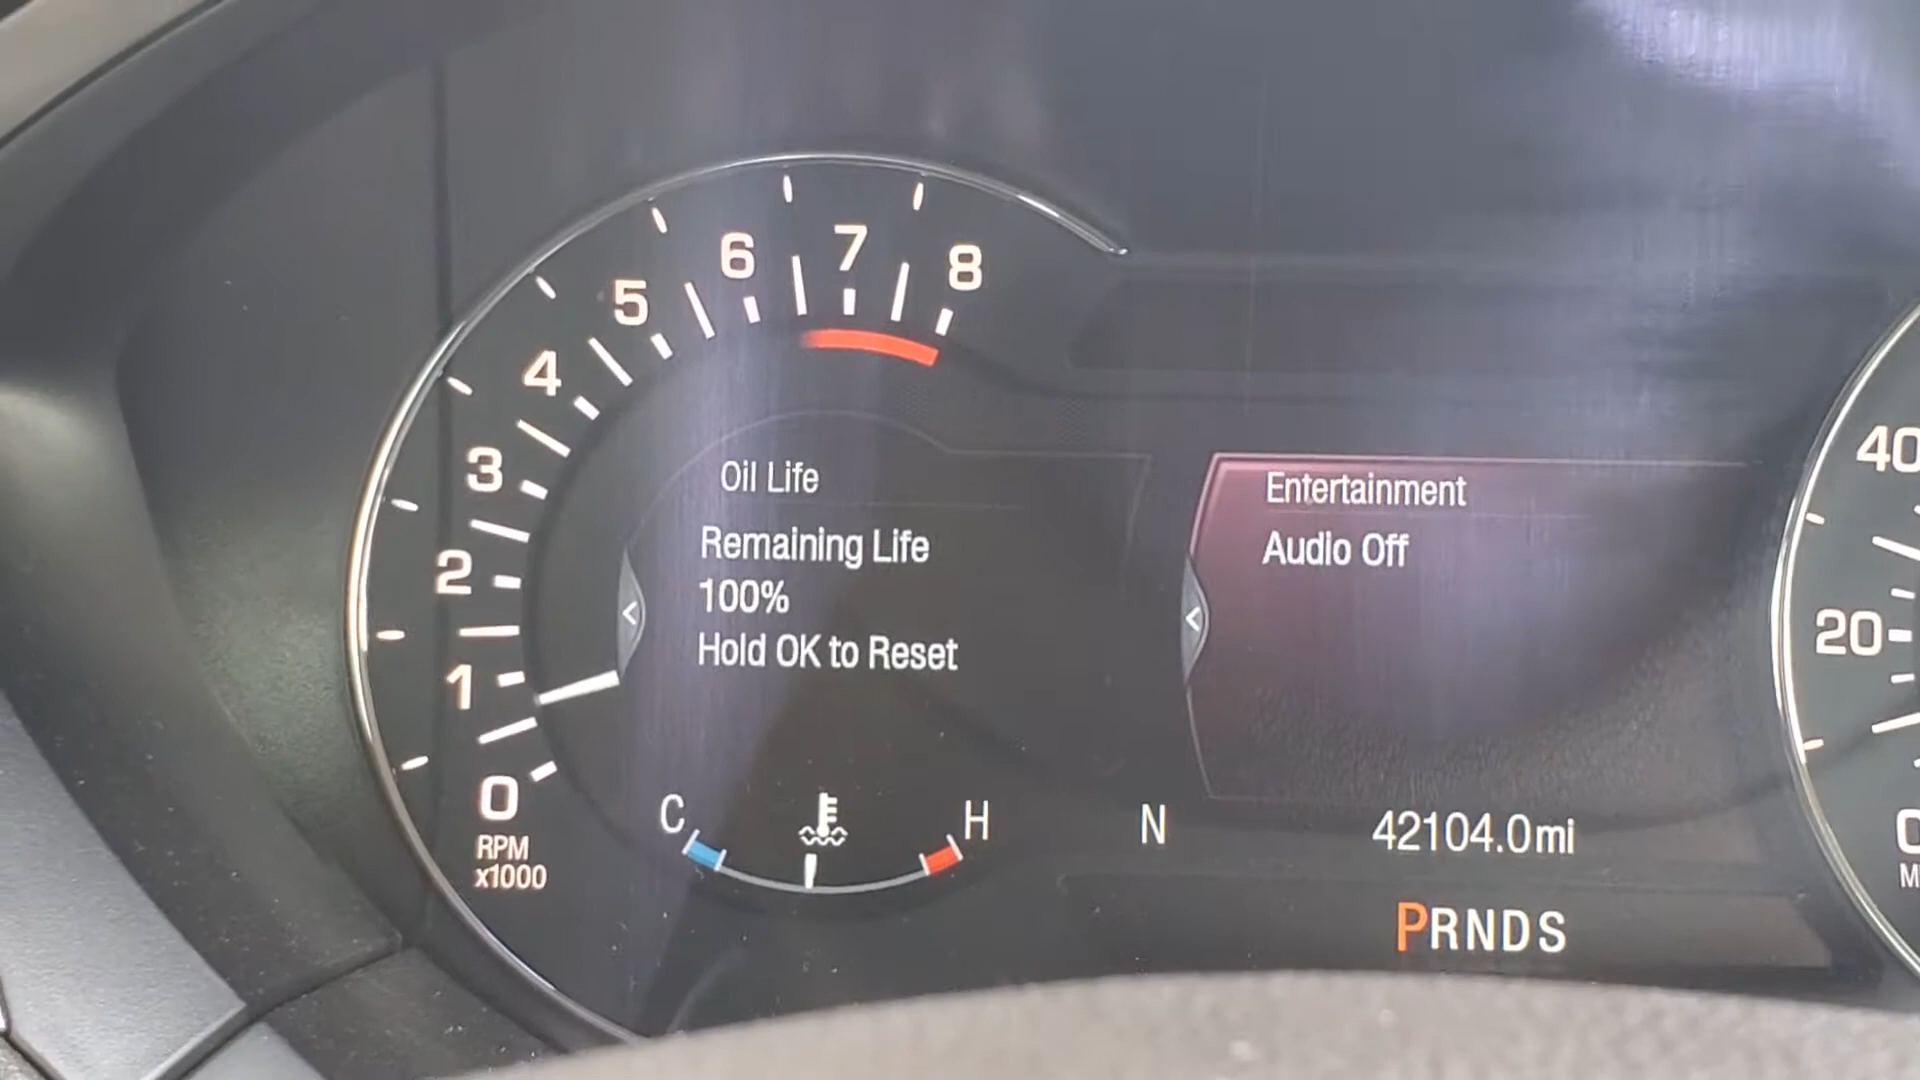 8
7
6
5
4
3
2
1
0
RPM
x1000
Oil Life
Remaining Life
100%
Hold OK to Reset
C
H
Entertainment
Audio Off
N
42104.0mi
PRNDS
40
20